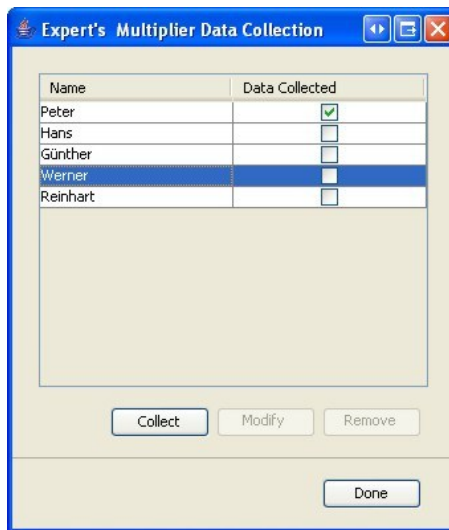 Expert's Multiplier Data Collection
Name Data Collected
Peter
Hans
Günther
Werner
Reinhart
Collect Modify Remove
Done